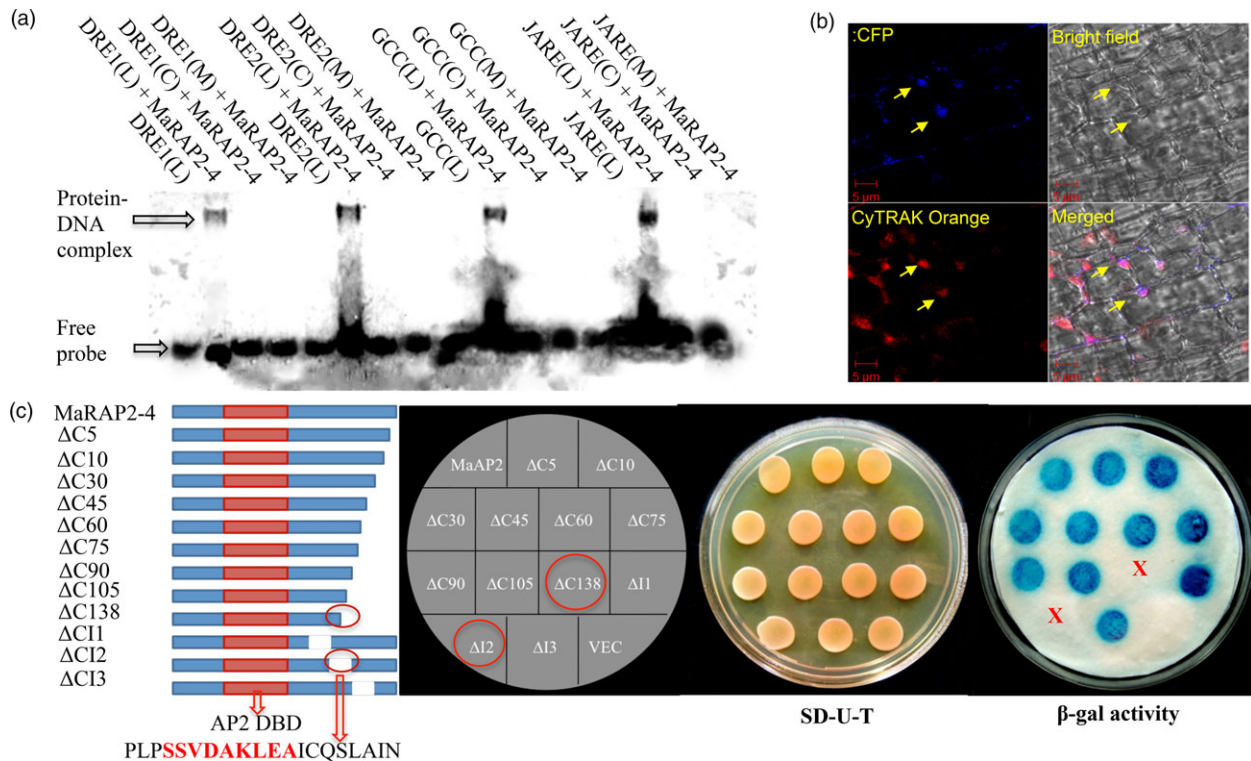 (a)
DRE1(L)
DRE1(L) + MaRAP2-4
DRE1(C) + MaRAP2-4
DRE1(M) + MaRAP2-4
DRE2(L)
DRE2(L) + MaRAP2-4
DRE2(C) + MaRAP2-4
DRE2(M) + MaRAP2-4
GCC(L)
GCC(L) + MaRAP2-4
GCC(C) + MaRAP2-4
GCC(M) + MaRAP2-4
JARE(L)
JARE(L) + MaRAP2-4
JARE(C) + MaRAP2-4
JARE(M) + MaRAP2-4
Protein-
DNA
complex
Free
probe
(b)
:CFP
Bright field
5 µm
5 µm
CyTRAK Orange
Merged
5 µm
5 µm
(c)
MaRAP2-4
ΔC5
ΔC10
ΔC30
ΔC45
ΔC60
ΔC75
ΔC90
ΔC105
ΔC138
ΔCI1
ΔCI2
ΔCI3
AP2 DBD
PLPSSVDAKLEAICQSLAIN
MaAP2 ΔC5 ΔC10
ΔC30 ΔC45 ΔC60 ΔC75
ΔC90 ΔC105 ΔC138 ΔI1
ΔI2 ΔI3 VEC
SD-U-T
X
X
β-gal activity